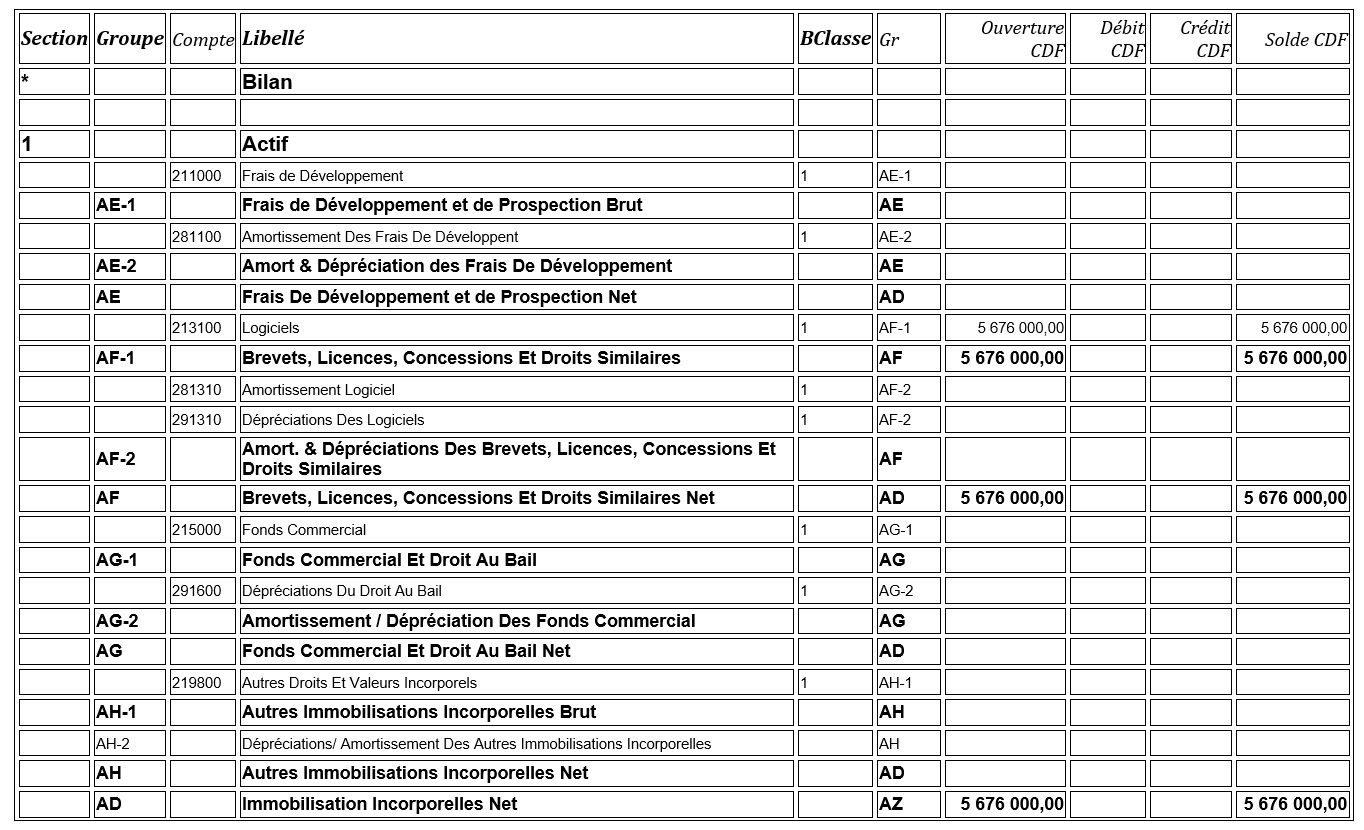 Section Groupe Compte Libellé BClasse Gr Ouverture CDF Débit CDF Crédit CDF Solde CDF
* Bilan
1 Actif
211000 Frais de Développement 1 AE-1
AE-1 Frais de Développement et de Prospection Brut AE
281100 Amortissement Des Frais De Développent 1 AE-2
AE-2 Amort & Dépréciation des Frais De Développement AE
AE Frais De Développement et de Prospection Net AD
213100 Logiciels 1 AF-1 5 676 000,00 5 676 000,00
AF-1 Brevets, Licences, Concessions Et Droits Similaires AF 5 676 000,00 5 676 000,00
281310 Amortissement Logiciel 1 AF-2
291310 Dépréciations Des Logiciels 1 AF-2
AF-2 Amort. & Dépréciations Des Brevets, Licences, Concessions Et Droits Similaires AF
AF Brevets, Licences, Concessions Et Droits Similaires Net AD 5 676 000,00 5 676 000,00
215000 Fonds Commercial 1 AG-1
AG-1 Fonds Commercial Et Droit Au Bail AG
291600 Dépréciations Du Droit Au Bail 1 AG-2
AG-2 Amortissement / Dépréciation Des Fonds Commercial AG
AG Fonds Commercial Et Droit Au Bail Net AD
219800 Autres Droits Et Valeurs Incorporels 1 AH-1
AH-1 Autres Immobilisations Incorporelles Brut AH
AH-2 Dépréciations/ Amortissement Des Autres Immobilisations Incorporelles AH
AH Autres Immobilisations Incorporelles Net AD
AD Immobilisation Incorporelles Net AZ 5 676 000,00 5 676 000,00